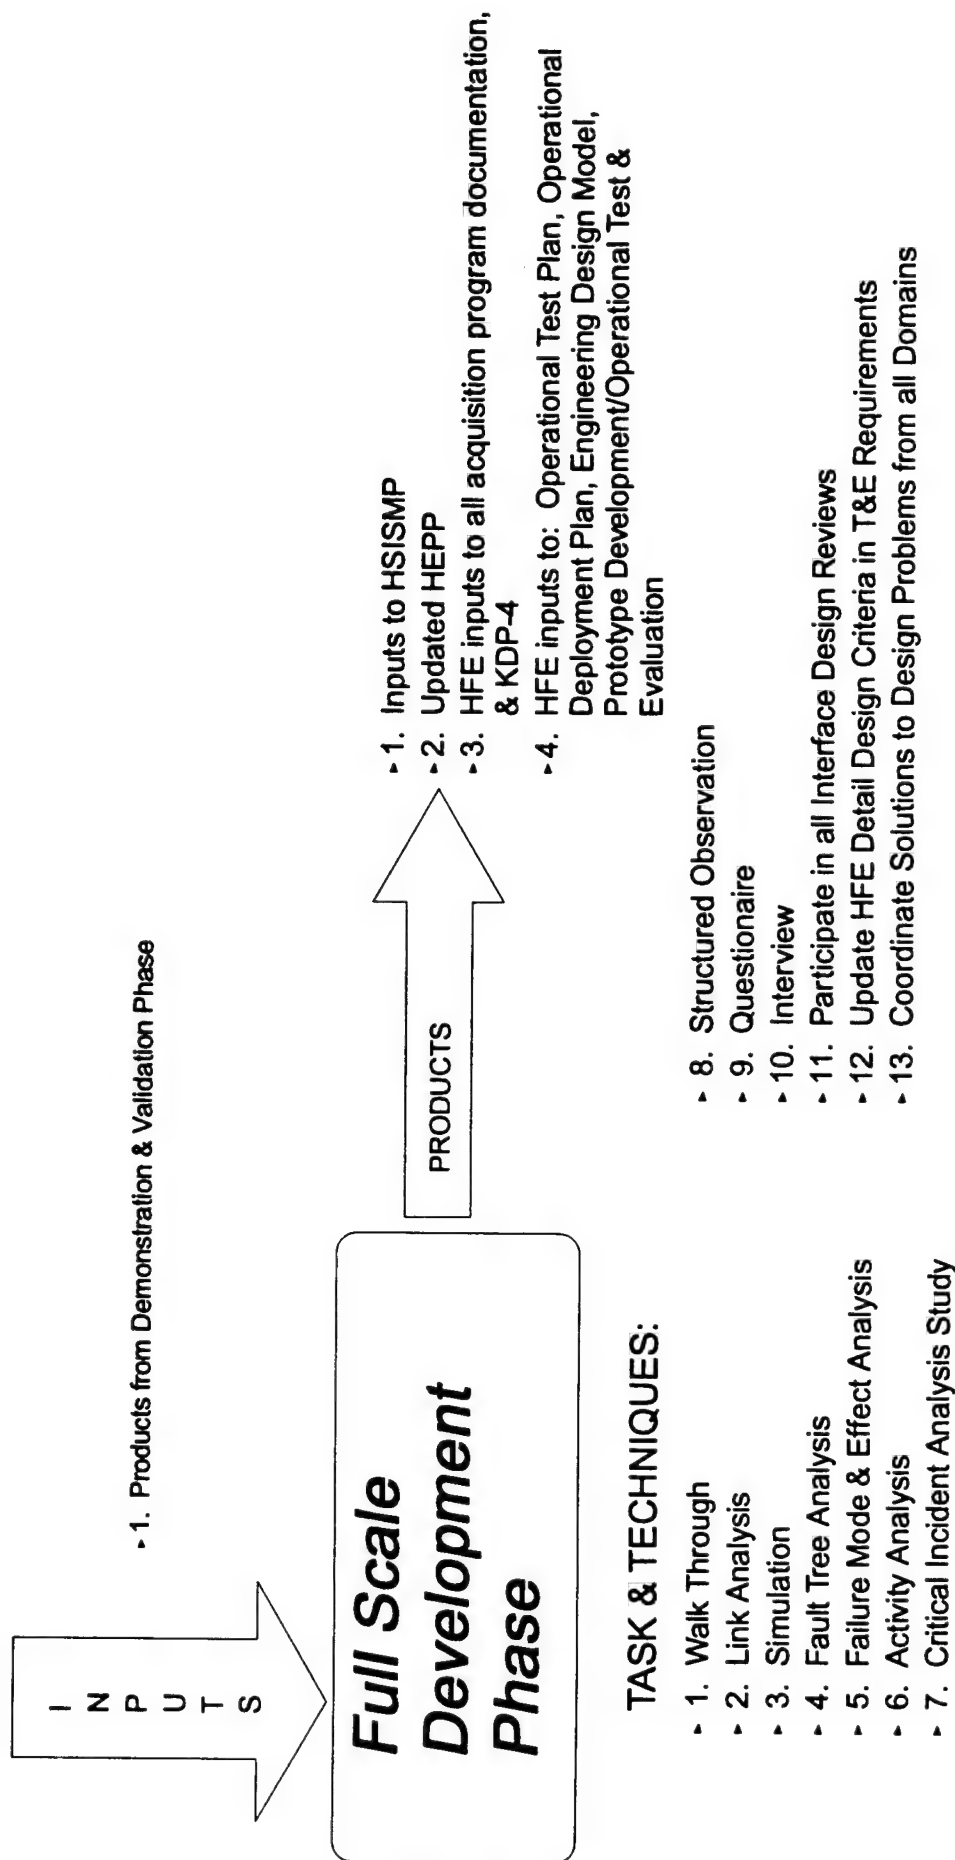 INPUTS
1. Products from Demonstration & Validation Phase
Full Scale
Development
Phase
PRODUCTS
1. Inputs to HSISMP
2. Updated HEPP
3. HFE inputs to all acquisition program documentation,
& KDP-4
4. HFE inputs to: Operational Test Plan, Operational
Deployment Plan, Engineering Design Model,
Prototype Development/Operational Test &
Evaluation
TASK & TECHNIQUES:
1. Walk Through
2. Link Analysis
3. Simulation
4. Fault Tree Analysis
5. Failure Mode & Effect Analysis
6. Activity Analysis
7. Critical Incident Analysis Study
8. Structured Observation
9. Questionaire
10. Interview
11. Participate in all Interface Design Reviews
12. Update HFE Detail Design Criteria in T&E Requirements
13. Coordinate Solutions to Design Problems from all Domains